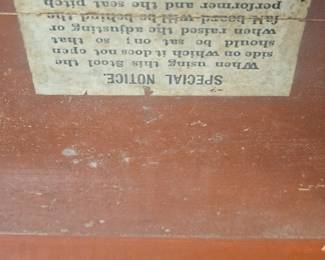 SPECIAL NOTICE.
When using this Stool the
side on which it does not open
should be sat on; so that
when raised the adjusting or
fall board will be behind the
performer and the seat pitch